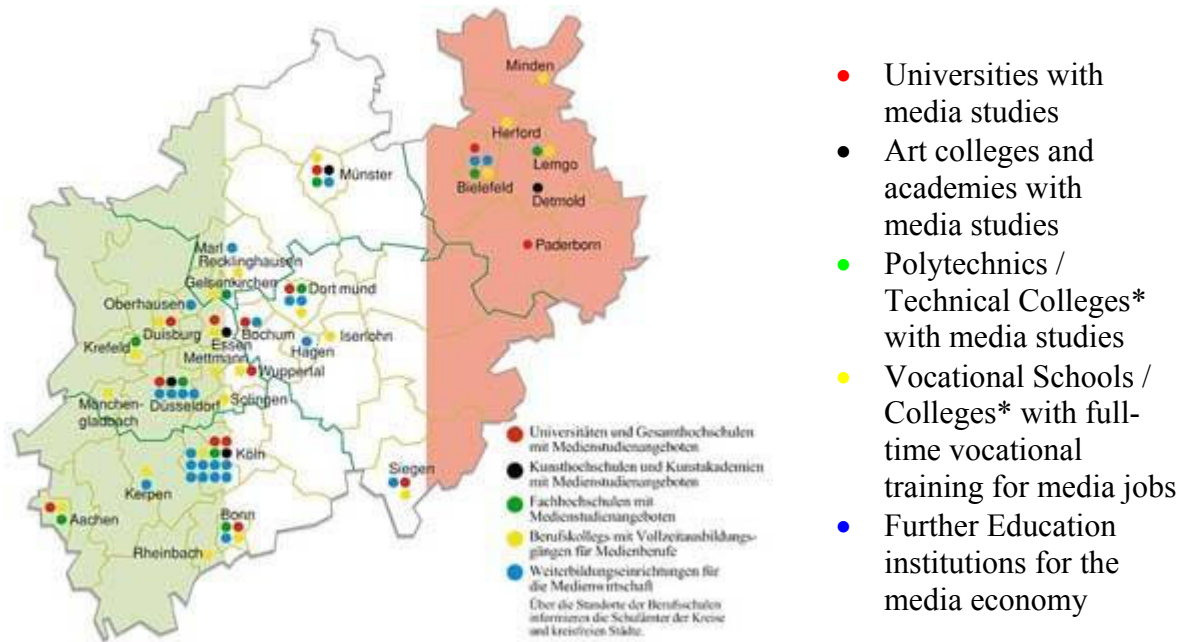 Minden
Herford
Lemgo
Bielefeld
Detmold
Paderborn
Münster
Marl
Recklinghausen
Gelsenkirchen
Dortmund
Oberhausen
Duisburg
Essen
Bochum
Hagen
Iserlohn
Krefeld
Mettmann
Wuppertal
Mönchen-
gladbach
Düsseldorf
Solingen
Köln
Kerpen
Siegen
Aachen
Bonn
Rheinbach
Universitäten und Gesamthochschulen
mit Medienstudienangeboten
Kunsthochschulen und Kunstakademien
mit Medienstudienangeboten
Fachhochschulen mit
Medienstudienangeboten
Berufskollegs mit Vollzeitausbildungs-
gängen für Medienberufe
Weiterbildungseinrichtungen für
die Medienwirtschaft
Über die Standorte der Berufsschulen
informieren die Schulämter der Kreise
und kreisfreien Städte.
• Universities with
media studies
• Art colleges and
academies with
media studies
• Polytechnics /
Technical Colleges*
with media studies
• Vocational Schools /
Colleges* with full-
time vocational
training for media jobs
• Further Education
institutions for the
media economy